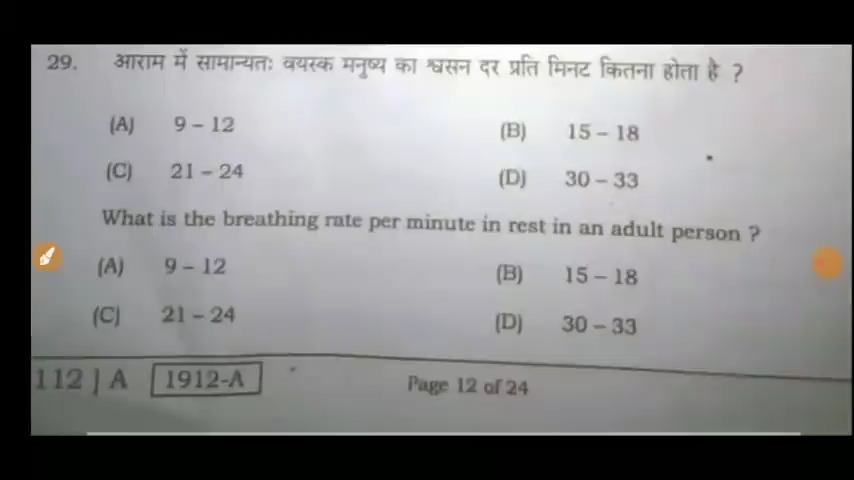 29. आराम में सामान्यतः वयस्क मनुष्य का श्वसन दर प्रति मिनट कितना होता है ?
(A) 9 – 12 (B) 15 – 18
(C) 21 – 24 (D) 30 – 33
What is the breathing rate per minute in rest in an adult person ?
(A) 9 – 12 (B) 15 – 18
(C) 21 – 24 (D) 30 – 33
112 ] A 1912-A Page 12 of 24